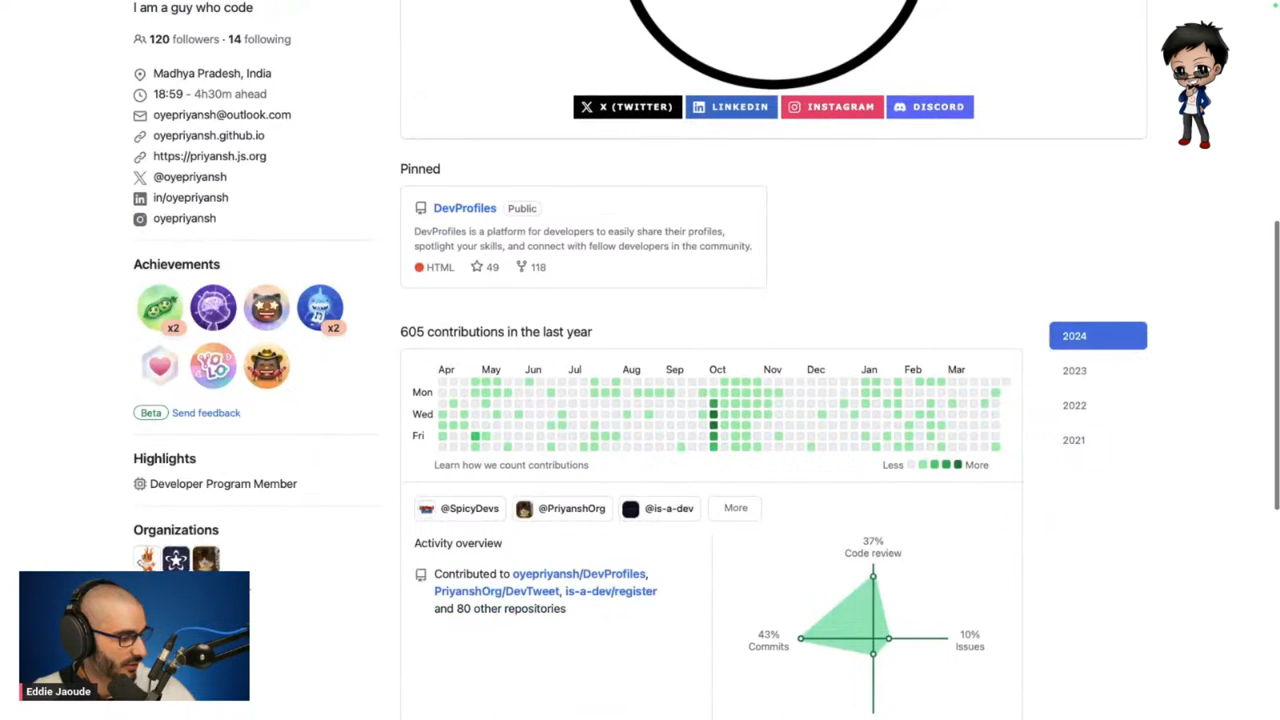 I am a guy who code
120 followers · 14 following
Madhya Pradesh, India
18:59 - 4h30m ahead
oyepriyansh@outlook.com
oyepriyansh.github.io
https://priyansh.js.org
@oyepriyansh
in/oyepriyansh
oyepriyansh
Achievements
x2
x2
YOLO
Beta Send feedback
Highlights
Developer Program Member
Organizations
Eddie Jaoude
X (TWITTER) LINKEDIN INSTAGRAM DISCORD
Pinned
DevProfiles Public
DevProfiles is a platform for developers to easily share their profiles,
spotlight your skills, and connect with fellow developers in the community.
HTML 49 118
605 contributions in the last year
Apr May Jun Jul Aug Sep Oct Nov Dec Jan Feb Mar
Mon
Wed
Fri
Learn how we count contributions Less More
@SpicyDevs @PriyanshOrg @is-a-dev More
Activity overview
Contributed to oyepriyansh/DevProfiles,
PriyanshOrg/DevTweet, is-a-dev/register
and 80 other repositories
37%
Code review
43%
Commits
10%
Issues
2024
2023
2022
2021